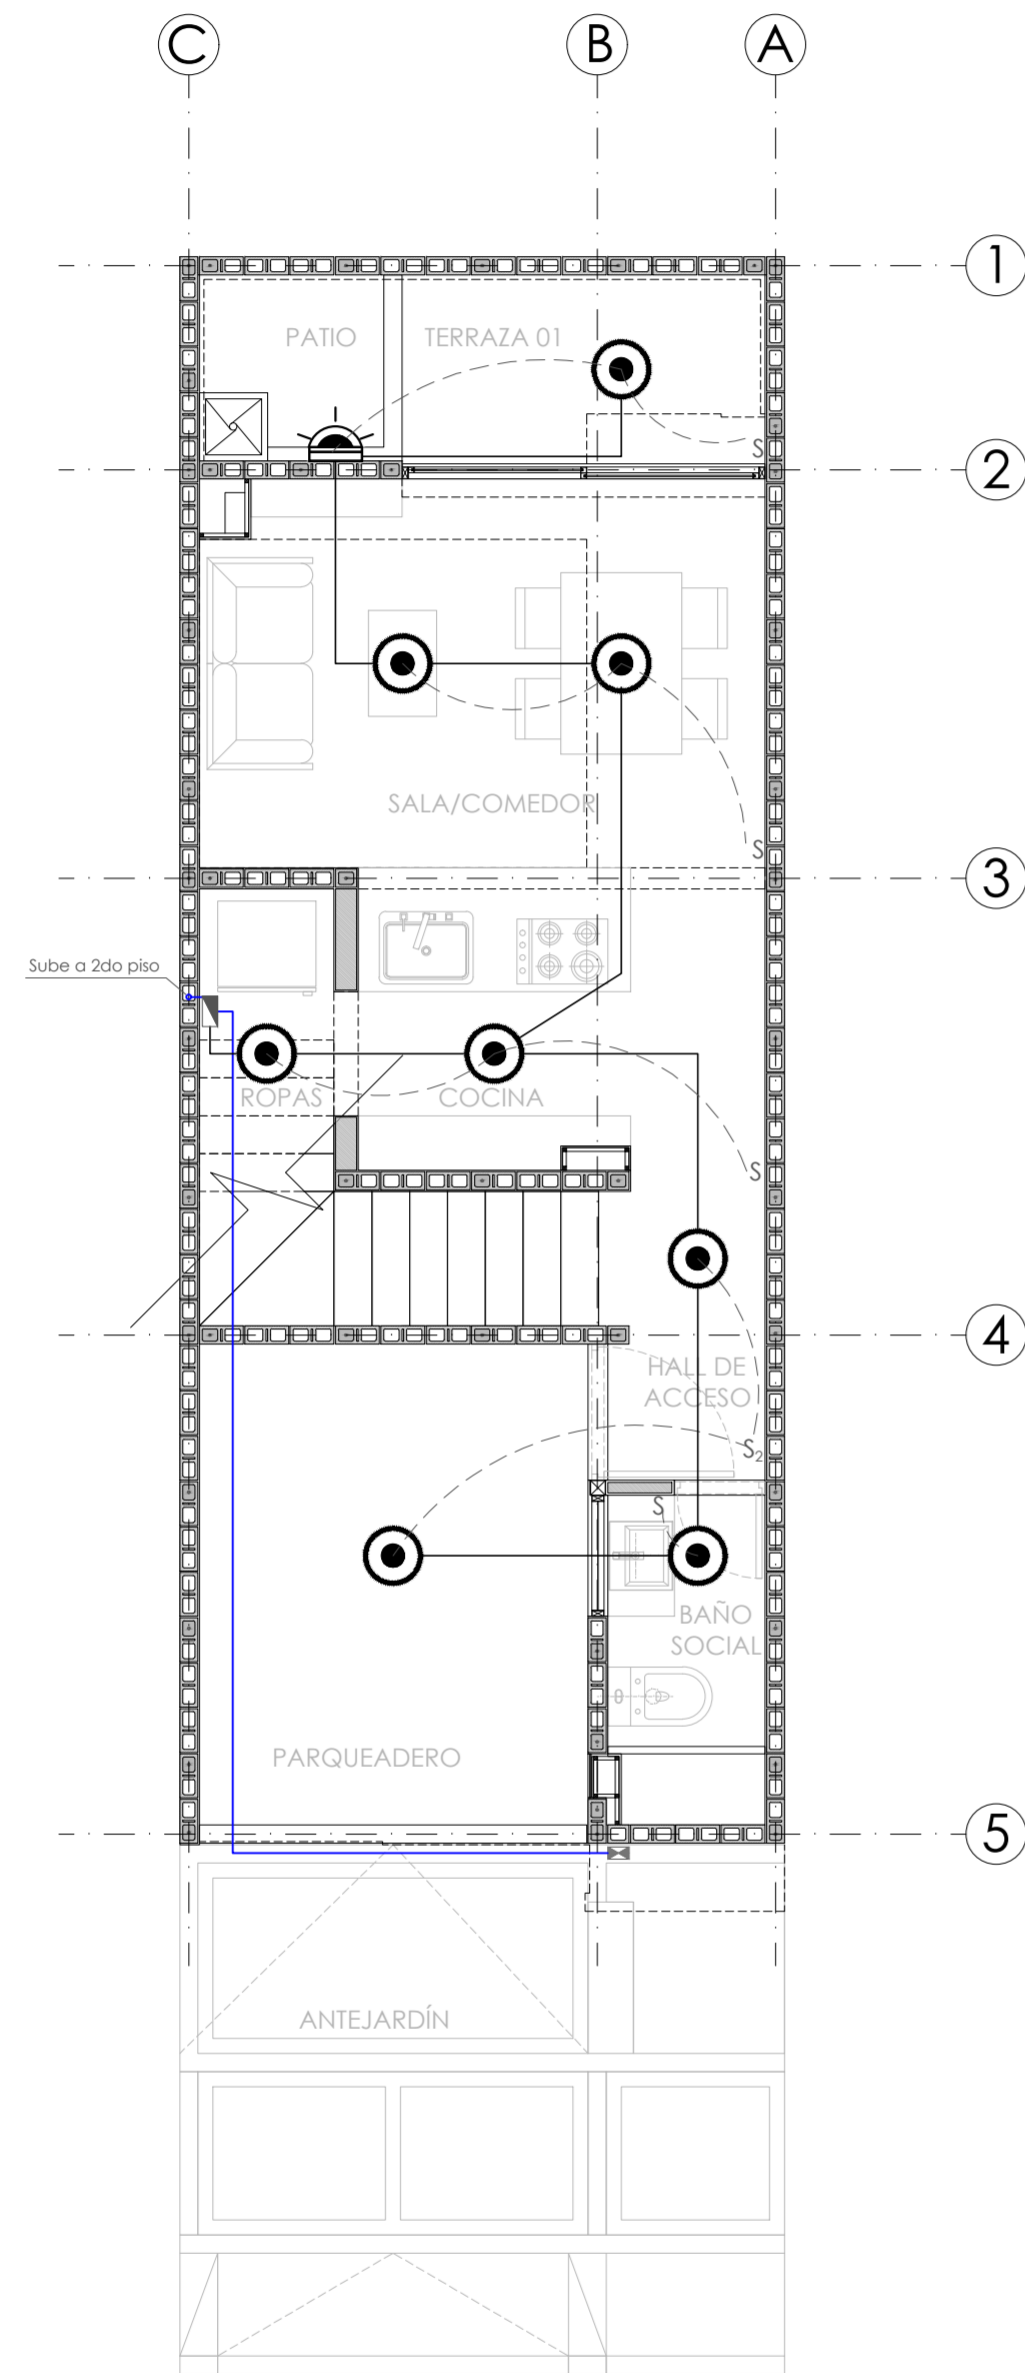 C
B
A
1
PATIO
TERRAZA 01
S
2
SALA/COMEDOR
S
3
Sube a 2do piso
ROPAS
COCINA
S
4
HALL DE
ACCESO
S2
S
BAÑO
SOCIAL
PARQUEADERO
5
ANTEJARDÍN